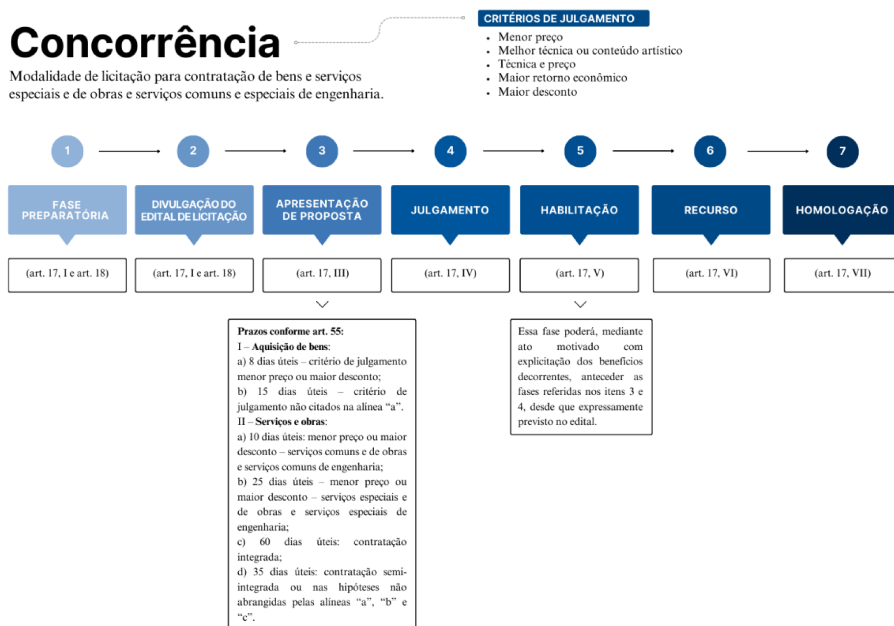 Concorrência
Modalidade de licitação para contratação de bens e serviços
especiais e de obras e serviços comuns e especiais de engenharia.
CRITÉRIOS DE JULGAMENTO
• Menor preço
• Melhor técnica ou conteúdo artístico
• Técnica e preço
• Maior retorno econômico
• Maior desconto
1
2
3
4
5
6
7
FASE
PREPARATÓRIA
DIVULGAÇÃO DO
EDITAL DE LICITAÇÃO
APRESENTAÇÃO
DE PROPOSTA
JULGAMENTO
HABILITAÇÃO
RECURSO
HOMOLOGAÇÃO
(art. 17, I e art. 18)
(art. 17, I e art. 18)
(art. 17, III)
(art. 17, IV)
(art. 17, V)
(art. 17, VI)
(art. 17, VII)
Prazos conforme art. 55:
I – Aquisição de bens:
a) 8 dias úteis – critério de julgamento
menor preço ou maior desconto;
b) 15 dias úteis – critério de
julgamento não citados na alínea “a”.
II – Serviços e obras:
a) 10 dias úteis: menor preço ou maior
desconto – serviços comuns e de obras
e serviços comuns de engenharia;
b) 25 dias úteis – menor preço ou
maior desconto – serviços especiais e
de obras e serviços especiais de
engenharia;
c) 60 dias úteis: contratação
integrada;
d) 35 dias úteis: contratação semi-
integrada ou nas hipóteses não
abrangidas pelas alíneas “a”, “b” e
“c”.
Essa fase poderá, mediante
ato motivado com
explicitação dos benefícios
decorrentes, anteceder as
fases referidas nos itens 3 e
4, desde que expressamente
previsto no edital.